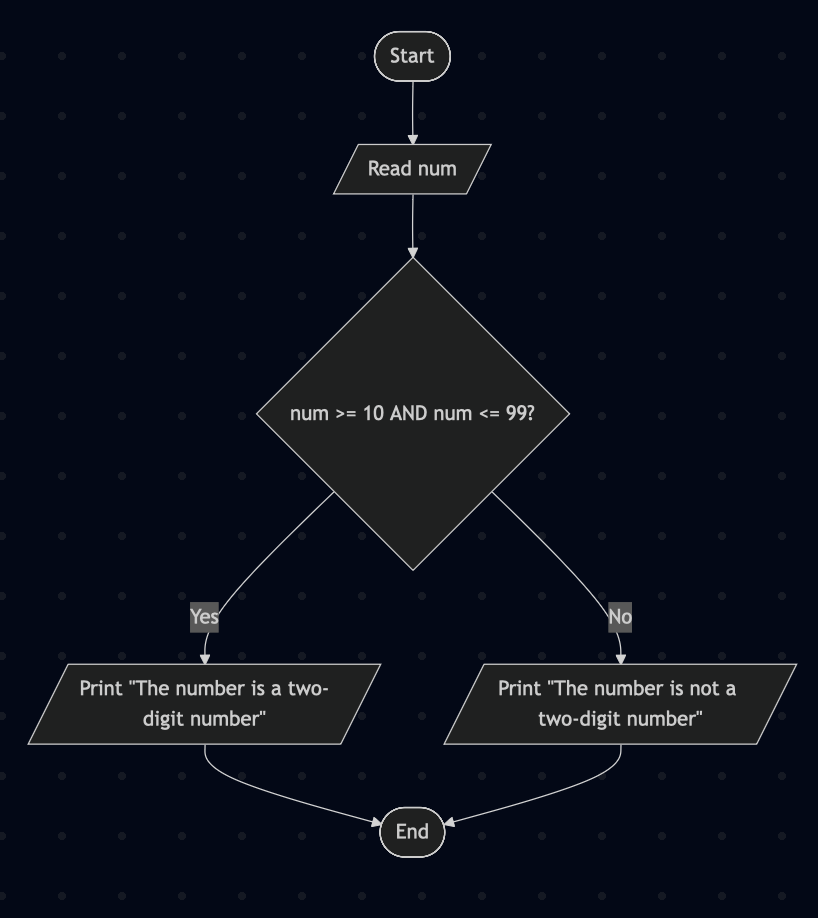 Start
Read num
num >= 10 AND num <= 99?
Yes
No
Print "The number is a two-
digit number"
Print "The number is not a
two-digit number"
End